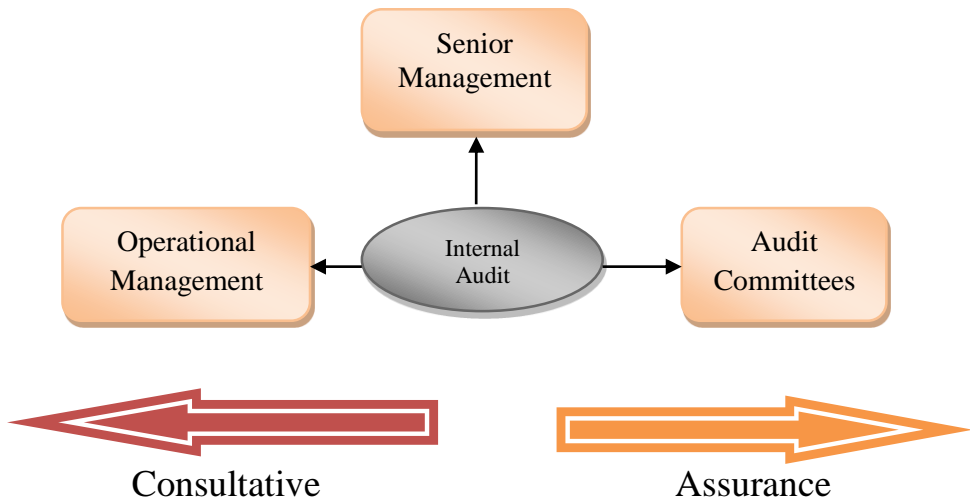 Senior
Management
Operational
Management
Internal
Audit
Audit
Committees
Consultative
Assurance